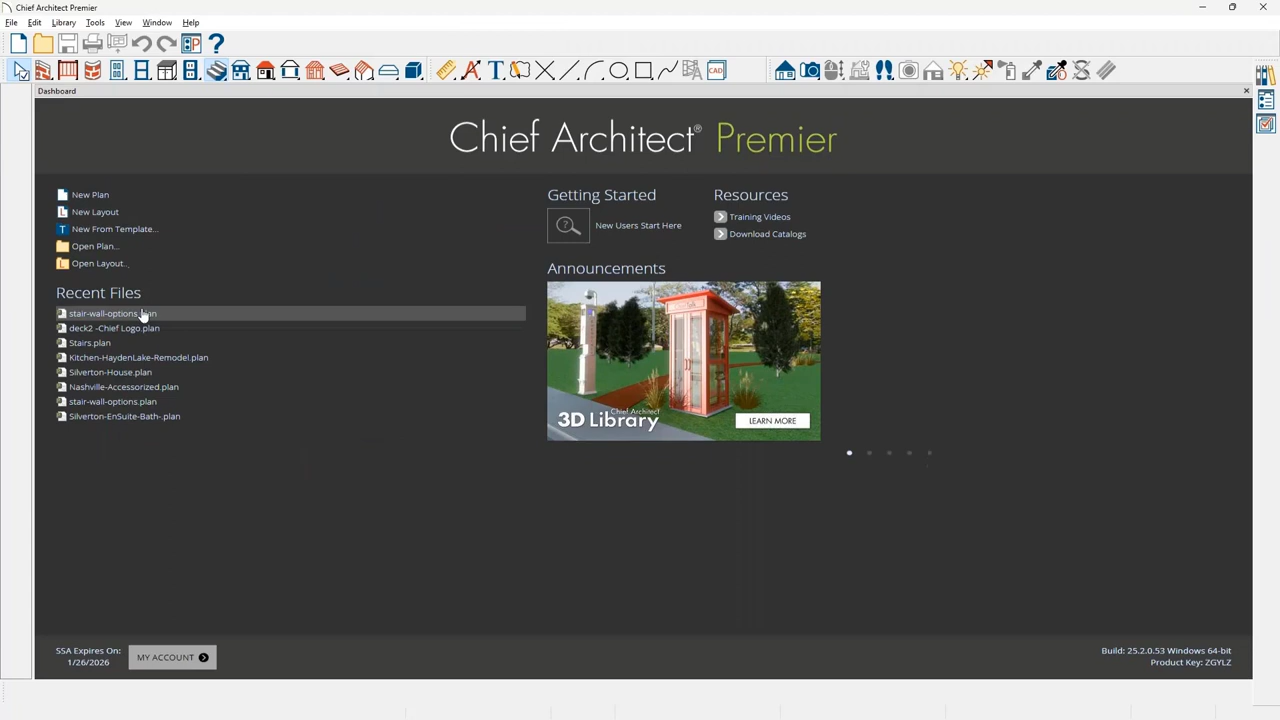 Chief Architect Premier
File Edit Library Tools View Window Help
CAD
Dashboard
Chief Architect® Premier
New Plan
New Layout
New From Template...
Open Plan...
Open Layout...
Recent Files
stair-wall-options.plan
deck2 -Chief Logo.plan
Stairs.plan
Kitchen-HaydenLake-Remodel.plan
Silverton-House.plan
Nashville-Accessorized.plan
stair-wall-options.plan
Silverton-EnSuite-Bath-.plan
Getting Started
New Users Start Here
Resources
Training Videos
Download Catalogs
Announcements
Chief Architect
3D Library
LEARN MORE
SSA Expires On:
1/26/2026
MY ACCOUNT
Build: 25.2.0.53 Windows 64-bit
Product Key: ZGYLZ